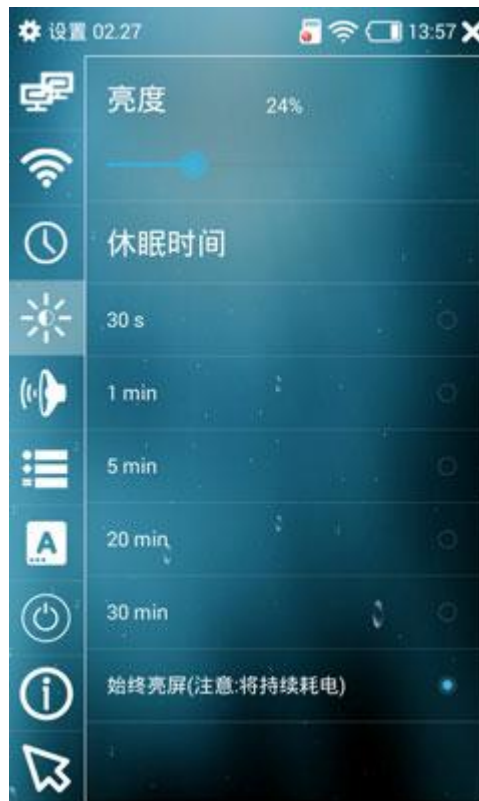 设置 02.27 13:57
亮度 24%
休眠时间
30 s
1 min
5 min
A
20 min
30 min
始终亮屏(注意:将持续耗电)